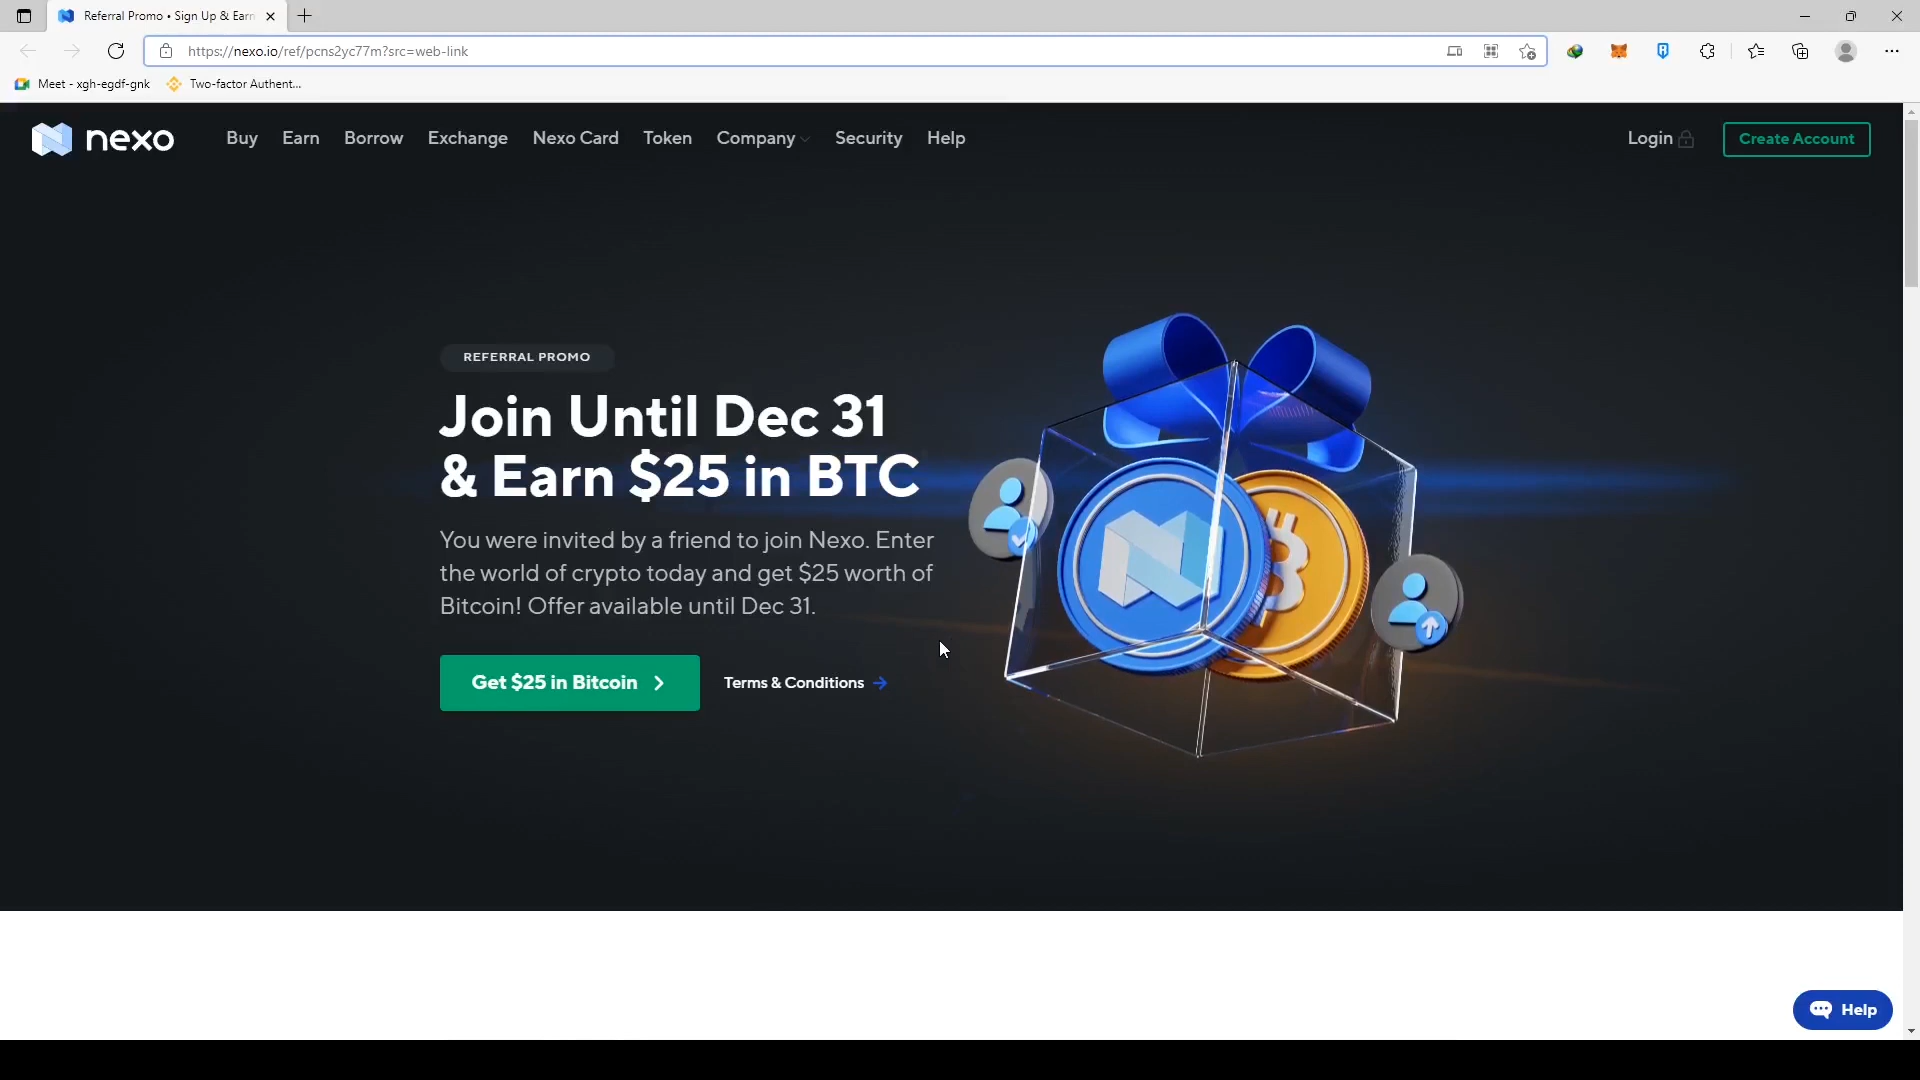 Referral Promo • Sign Up & Earn
https://nexo.io/ref/pcns2yc77m?src=web-link
Meet - xgh-egdf-gnk
Two-factor Authent...
nexo
Buy
Earn
Borrow
Exchange
Nexo Card
Token
Company
Security
Help
Login
Create Account
REFERRAL PROMO
Join Until Dec 31
& Earn $25 in BTC
You were invited by a friend to join Nexo. Enter
the world of crypto today and get $25 worth of
Bitcoin! Offer available until Dec 31.
Get $25 in Bitcoin
Terms & Conditions
Help